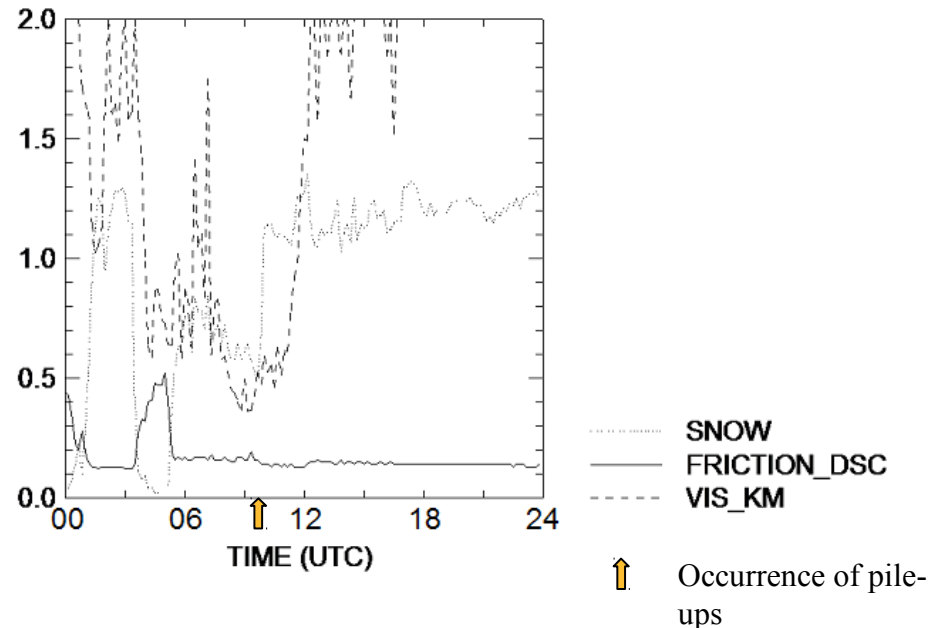 2.0
1.5
1.0
0.5
0.0
00 06 12 18 24
TIME (UTC)
SNOW
FRICTION_DSC
VIS_KM
Occurrence of pile-
ups